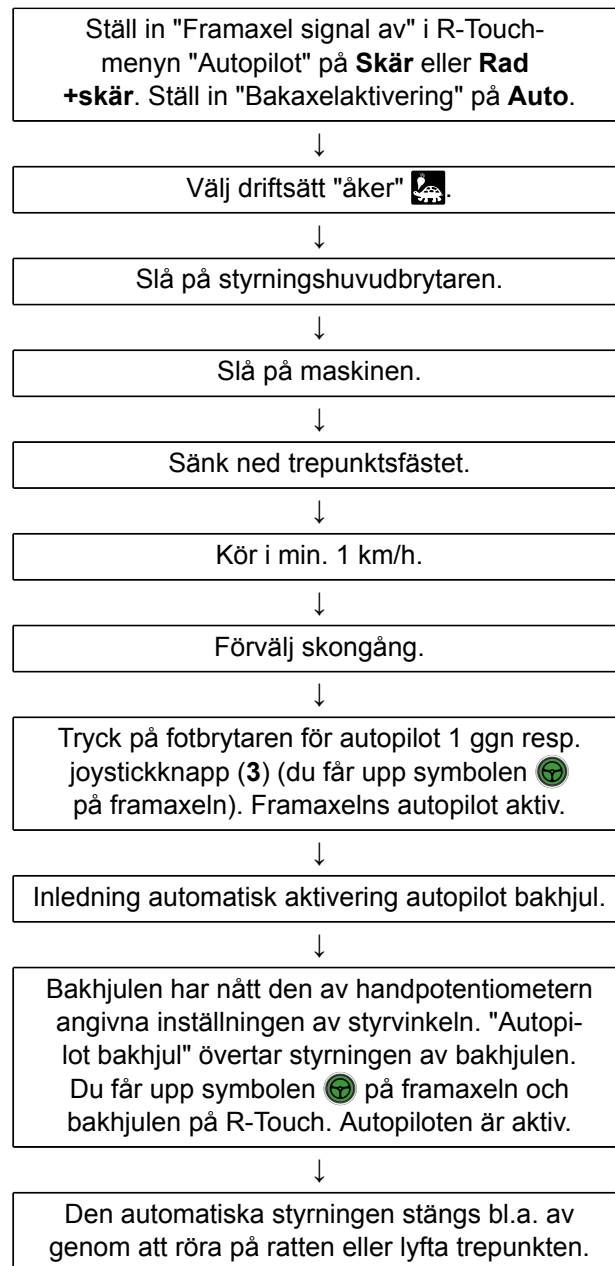 Ställ in "Framaxel signal av" i R-Touch-
menyn "Autopilot" på Skär eller Rad
+skär. Ställ in "Bakaxelaktivering" på Auto.
↓
Välj driftsätt "åker" .
↓
Slå på styrningshuvudbrytaren.
↓
Slå på maskinen.
↓
Sänk ned trepunktsfästet.
↓
Kör i min. 1 km/h.
↓
Förvälj skongång.
↓
Tryck på fotbrytaren för autopilot 1 ggn resp.
joystickknapp (3) (du får upp symbolen
på framaxeln). Framaxelns autopilot aktiv.
↓
Inledning automatisk aktivering autopilot bakhjul.
↓
Bakhjulen har nått den av handpotentiometern
angivna inställningen av styrvinkeln. "Autopi-
lot bakhjul" övertar styrningen av bakhjulen.
Du får upp symbolen på framaxeln och
bakhjulen på R-Touch. Autopiloten är aktiv.
↓
Den automatiska styrningen stängs bl.a. av
genom att röra på ratten eller lyfta trepunkten.